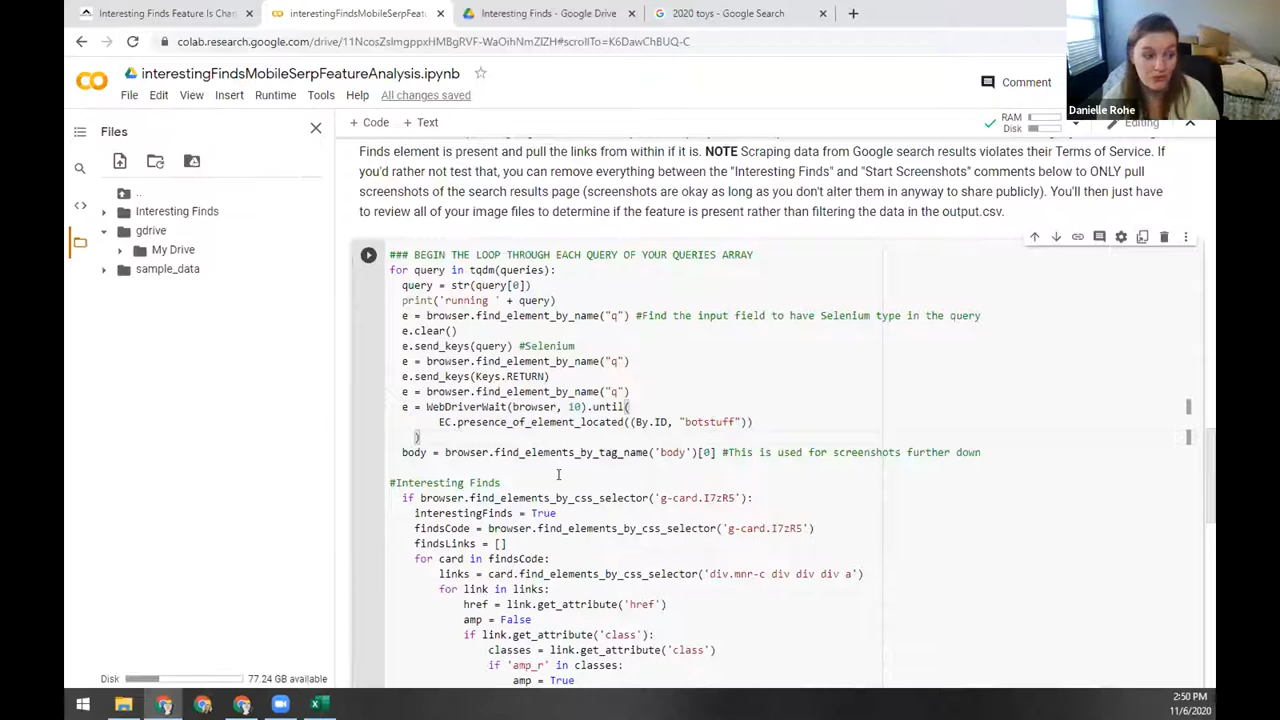 Interesting Finds Feature Is Char
interestingFindsMobileSerpFeatu
Interesting Finds - Google Drive
2020 toys - Google Search
colab.research.google.com/drive/11NcosZsImgppxHMBgRVF-WaOihNmZIZH#scrollTo=K6DawChBUQ-C
interestingFindsMobileSerpFeatureAnalysis.ipynb
Comment
Danielle Rohe
File Edit View Insert Runtime Tools Help All changes saved
Files
+ Code + Text
RAM
Disk
Editing
..
Interesting Finds
gdrive
My Drive
sample_data
Finds element is present and pull the links from within if it is. NOTE Scraping data from Google search results violates their Terms of Service. If
you'd rather not test that, you can remove everything between the "Interesting Finds" and "Start Screenshots" comments below to ONLY pull
screenshots of the search results page (screenshots are okay as long as you don't alter them in anyway to share publicly). You'll then just have
to review all of your image files to determine if the feature is present rather than filtering the data in the output.csv.
### BEGIN THE LOOP THROUGH EACH QUERY OF YOUR QUERIES ARRAY
for query in tqdm(queries):
query = str(query[0])
print('running ' + query)
e = browser.find_element_by_name("q") #Find the input field to have Selenium type in the query
e.clear()
e.send_keys(query) #Selenium
e = browser.find_element_by_name("q")
e.send_keys(Keys.RETURN)
e = browser.find_element_by_name("q")
e = WebDriverWait(browser, 10).until(
EC.presence_of_element_located((By.ID, "botstuff"))
)
body = browser.find_elements_by_tag_name('body')[0] #This is used for screenshots further down
#Interesting Finds
if browser.find_elements_by_css_selector('g-card.I7zR5'):
interestingFinds = True
findsCode = browser.find_elements_by_css_selector('g-card.I7zR5')
findsLinks = []
for card in findsCode:
links = card.find_elements_by_css_selector('div.mnr-c div div div a')
for link in links:
href = link.get_attribute('href')
amp = False
if link.get_attribute('class'):
classes = link.get_attribute('class')
if 'amp_r' in classes:
amp = True
Disk 77.24 GB available
2:50 PM
11/6/2020